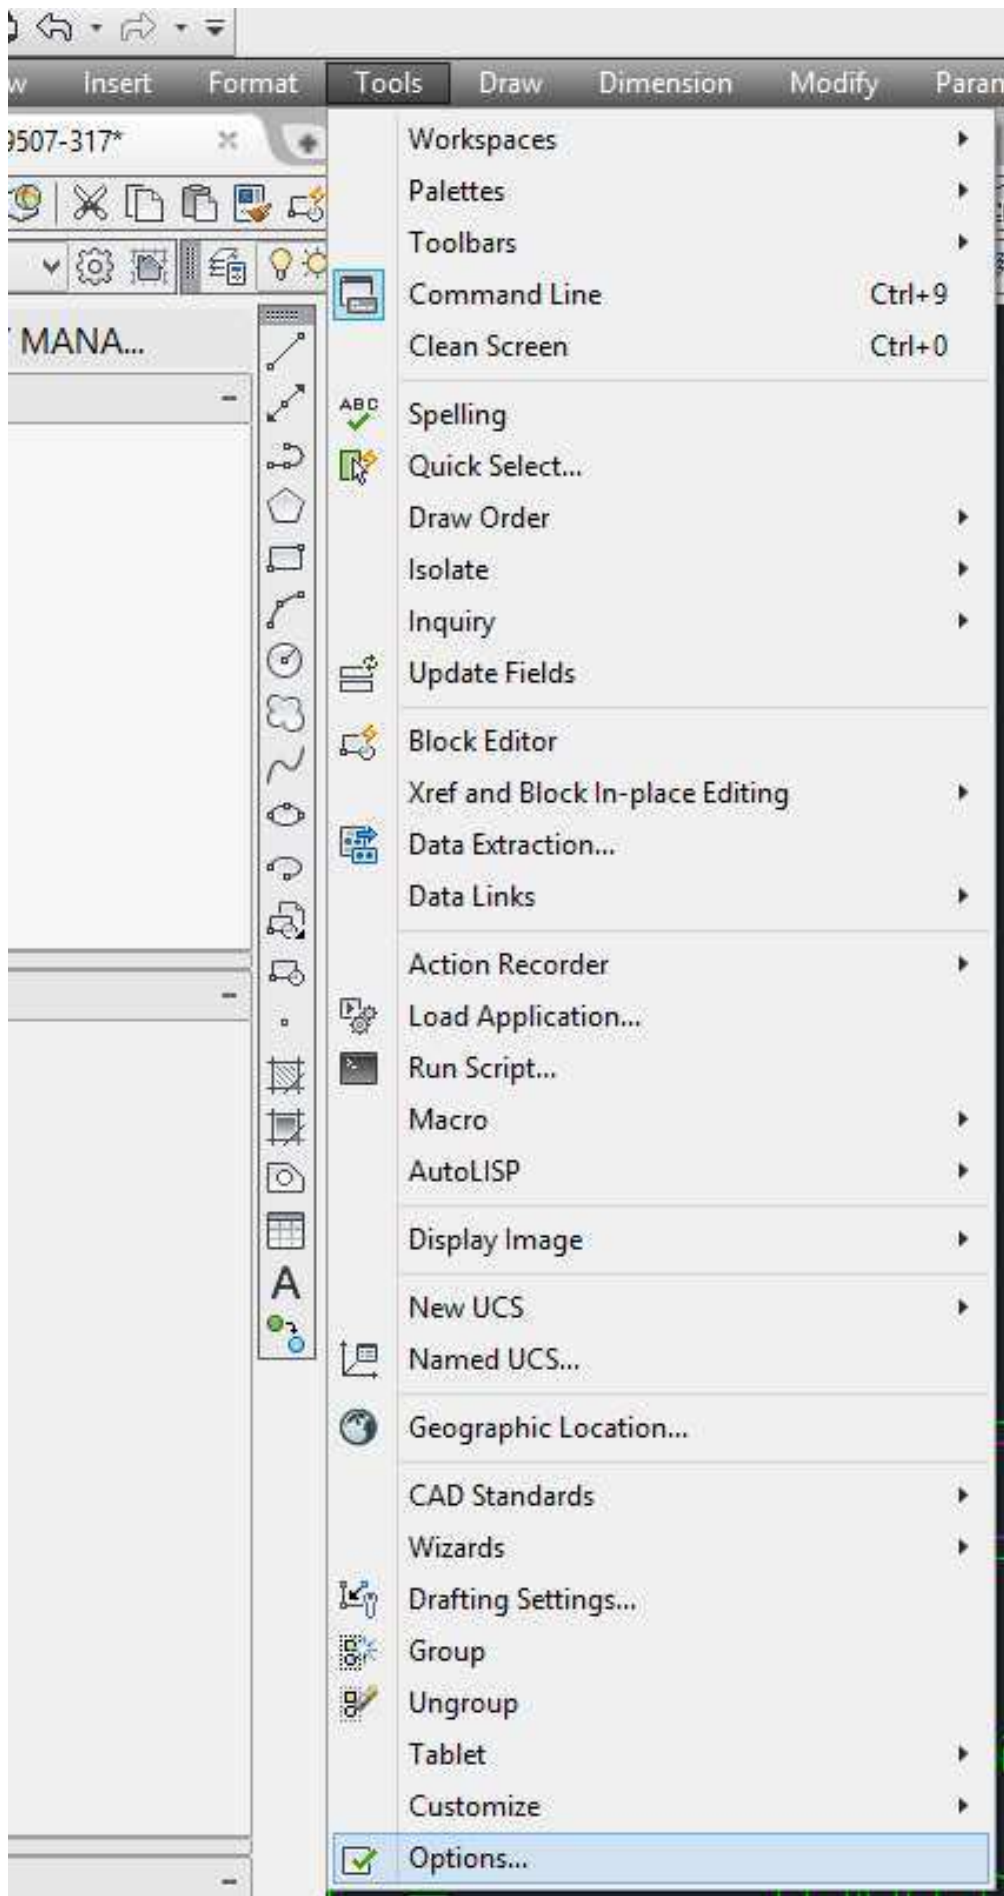 Insert Format Tools Draw Dimension Modify
9507-317*
MANA...
Workspaces
Palettes
Toolbars
Command Line Ctrl+9
Clean Screen Ctrl+0
ABC Spelling
Quick Select...
Draw Order
Isolate
Inquiry
Update Fields
Block Editor
Xref and Block In-place Editing
Data Extraction...
Data Links
Action Recorder
Load Application...
Run Script...
Macro
AutoLISP
Display Image
New UCS
A
Named UCS...
Geographic Location...
CAD Standards
Wizards
Drafting Settings...
Group
Ungroup
Tablet
Customize
Options...